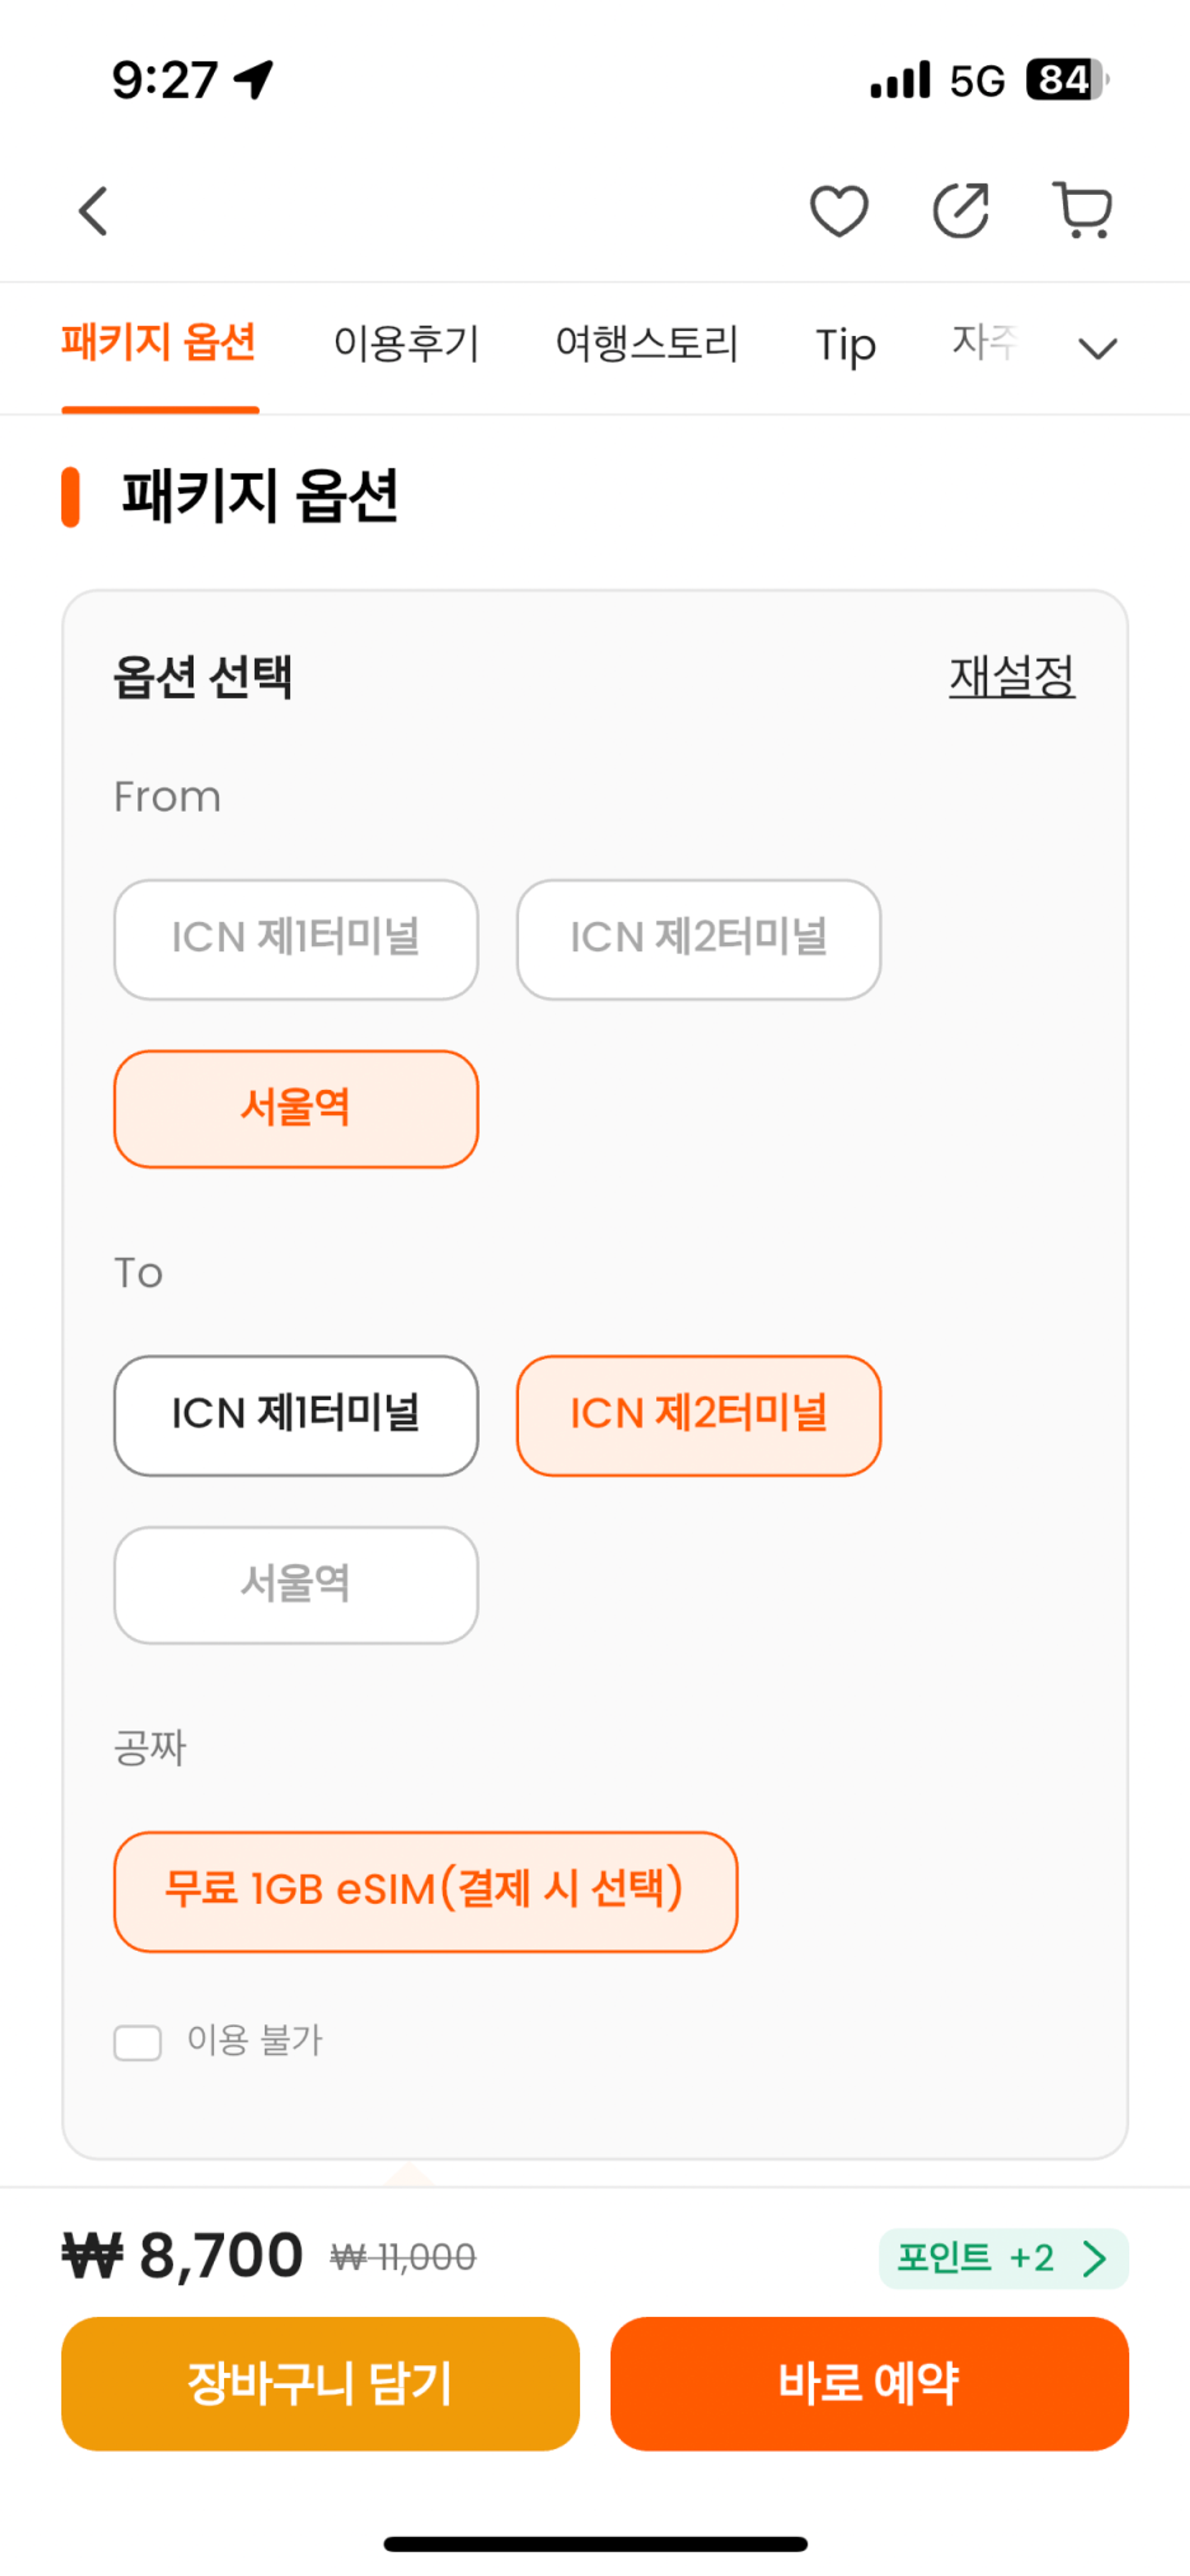 9:27 5G 84
패키지 옵션 이용후기 여행스토리 Tip 자주
패키지 옵션
옵션 선택 재설정
From
ICN 제1터미널 ICN 제2터미널
서울역
To
ICN 제1터미널 ICN 제2터미널
서울역
공짜
무료 1GB eSIM(결제 시 선택)
이용 불가
₩ 8,700 ₩ 11,000 포인트 +2
장바구니 담기 바로 예약